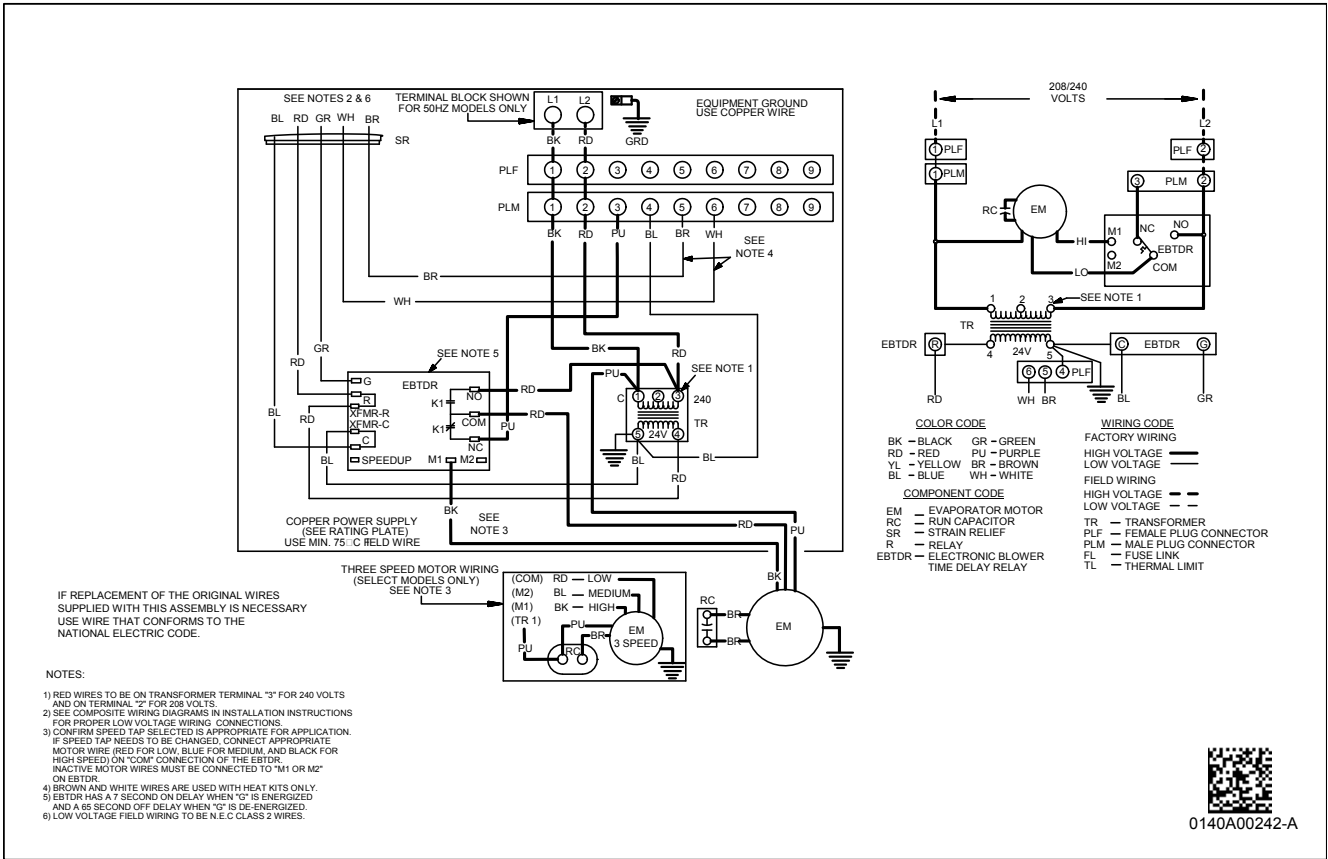 SEE NOTES 2 & 6
BL RD GR WH BR
SR
TERMINAL BLOCK SHOWN
FOR 50HZ MODELS ONLY
L1 L2
EQUIPMENT GROUND
USE COPPER WIRE
BK RD GRD
PLF 1 2 3 4 5 6 7 8 9
PLM 1 2 3 4 5 6 7 8 9
BK RD PU BL BR WH
SEE
NOTE 4
BR
WH
GR
RD
BL
RD
BL
SEE NOTE 5
EBTDR
G
R
XFMR-R
XFMR-C
C
SPEEDUP
K1
K1
NO
COM
NC
M1 M2
RD
RD
PU
BK
PU
RD
SEE NOTE 1
C 1 2 3 240
TR
5 24V 4
BL
BL
RD
BK
SEE
NOTE 3
RD
PU
BK
COPPER POWER SUPPLY
(SEE RATING PLATE)
USE MIN. 75□C FIELD WIRE
THREE SPEED MOTOR WIRING
(SELECT MODELS ONLY)
SEE NOTE 3
(COM) RD — LOW
(M2) BL — MEDIUM
(M1) BK — HIGH
(TR 1)
PU
PU
BR
RC
EM
3 SPEED
RC
BR
BR
EM
208/240
VOLTS
L1
L2
1 PLF
PLF 2
1 PLM
3 PLM 2
RC
EM
HI
LO
M1
M2
NC
NO
EBTDR
COM
1 2 3
SEE NOTE 1
TR
4 24V 5
EBTDR R
C EBTDR G
6 5 4 PLF
RD
WH BR
BL
GR
COLOR CODE
BK – BLACK GR – GREEN
RD – RED PU – PURPLE
YL – YELLOW BR – BROWN
BL – BLUE WH – WHITE
COMPONENT CODE
EM — EVAPORATOR MOTOR
RC — RUN CAPACITOR
SR — STRAIN RELIEF
R — RELAY
EBTDR — ELECTRONIC BLOWER
TIME DELAY RELAY
WIRING CODE
FACTORY WIRING
HIGH VOLTAGE
LOW VOLTAGE
FIELD WIRING
HIGH VOLTAGE
LOW VOLTAGE
TR — TRANSFORMER
PLF — FEMALE PLUG CONNECTOR
PLM — MALE PLUG CONNECTOR
FL — FUSE LINK
TL — THERMAL LIMIT
IF REPLACEMENT OF THE ORIGINAL WIRES
SUPPLIED WITH THIS ASSEMBLY IS NECESSARY
USE WIRE THAT CONFORMS TO THE
NATIONAL ELECTRIC CODE.
NOTES:
1) RED WIRES TO BE ON TRANSFORMER TERMINAL "3" FOR 240 VOLTS
AND ON TERMINAL "2" FOR 208 VOLTS.
2) SEE COMPOSITE WIRING DIAGRAMS IN INSTALLATION INSTRUCTIONS
FOR PROPER LOW VOLTAGE WIRING CONNECTIONS.
3) CONFIRM SPEED TAP SELECTED IS APPROPRIATE FOR APPLICATION.
IF SPEED TAP NEEDS TO BE CHANGED, CONNECT APPROPRIATE
MOTOR WIRE (RED FOR LOW, BLUE FOR MEDIUM, AND BLACK FOR
HIGH SPEED) ON "COM" CONNECTION OF THE EBTDR.
INACTIVE MOTOR WIRES MUST BE CONNECTED TO "M1 OR M2"
ON EBTDR.
4) BROWN AND WHITE WIRES ARE USED WITH HEAT KITS ONLY.
5) EBTDR HAS A 7 SECOND ON DELAY WHEN "G" IS ENERGIZED
AND A 65 SECOND OFF DELAY WHEN "G" IS DE-ENERGIZED.
6) LOW VOLTAGE FIELD WIRING TO BE N.E.C CLASS 2 WIRES.
0140A00242-A